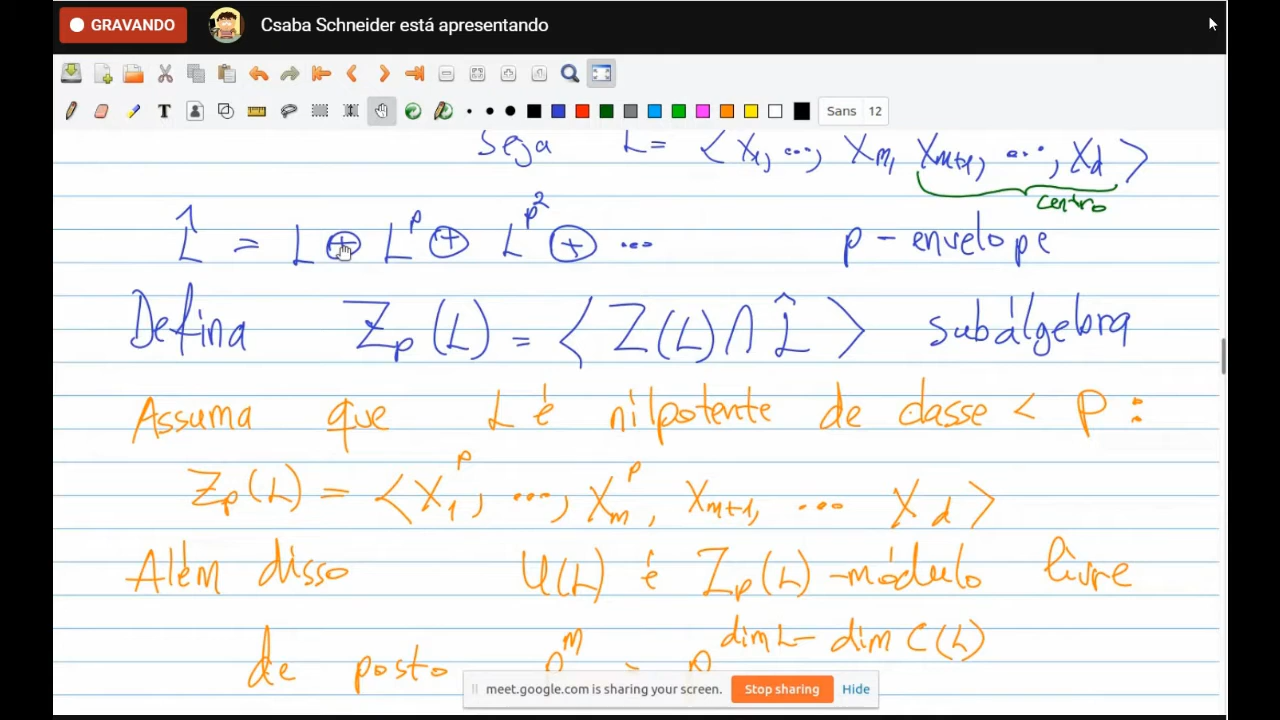 GRAVANDO Csaba Schneider está apresentando
T Sans 12
Seja L = < x₁, ..., xₘ, xₘ₊₁, ..., x_d >
centro
L̂ = L ⊕ L^p ⊕ L^p² ⊕ ... p - envelope
Defina Z_p(L) = < Z(L) ∩ L̂ > subálgebra
Assuma que L é nilpotente de classe < p :
Z_p(L) = < x₁^p, ..., xₘ^p, xₘ₊₁, ... x_d >
Além disso U(L) é Z_p(L) -módulo livre
de posto p^m = p^dim L - dim C(L)
meet.google.com is sharing your screen. Stop sharing Hide